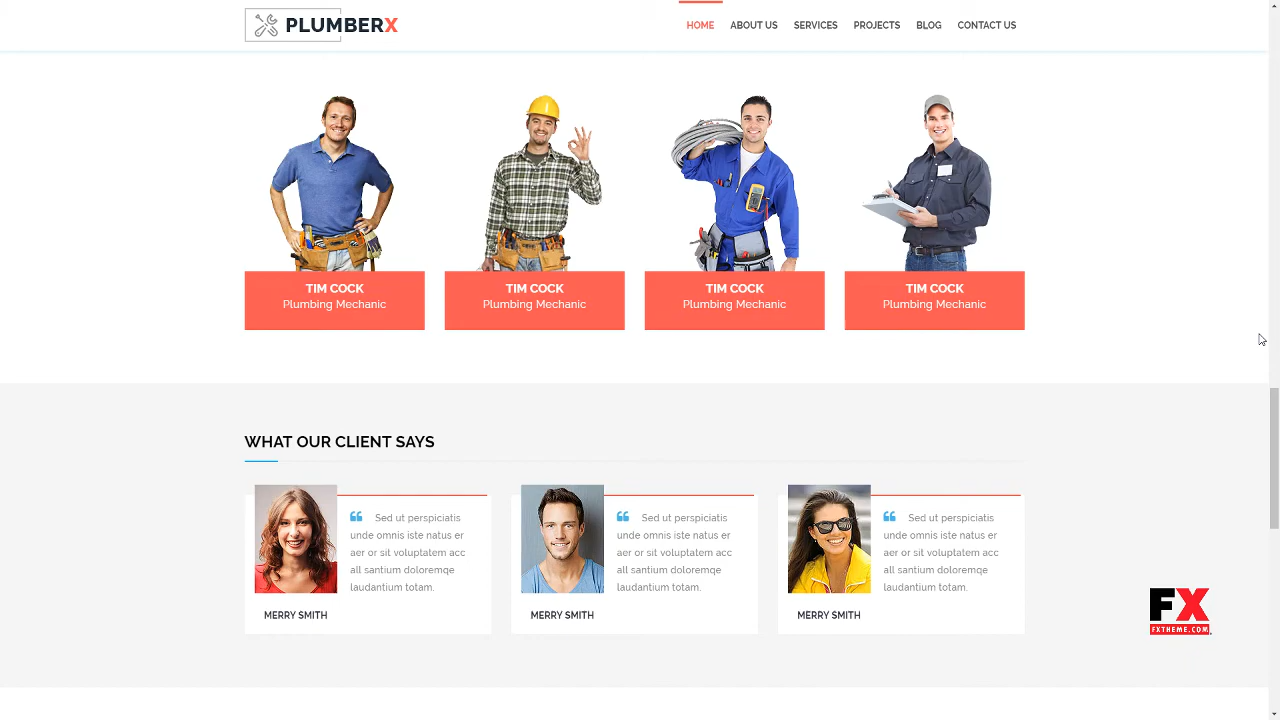 PLUMBERX
HOME ABOUT US SERVICES PROJECTS BLOG CONTACT US
TIM COCK
Plumbing Mechanic
TIM COCK
Plumbing Mechanic
TIM COCK
Plumbing Mechanic
TIM COCK
Plumbing Mechanic
WHAT OUR CLIENT SAYS
Sed ut perspiciatis
unde omnis iste natus er
aer or sit voluptatem acc
all santium doloremqe
laudantium totam.
MERRY SMITH
Sed ut perspiciatis
unde omnis iste natus er
aer or sit voluptatem acc
all santium doloremqe
laudantium totam.
MERRY SMITH
Sed ut perspiciatis
unde omnis iste natus er
aer or sit voluptatem acc
all santium doloremqe
laudantium totam.
MERRY SMITH
FX
FXTHEME.COM